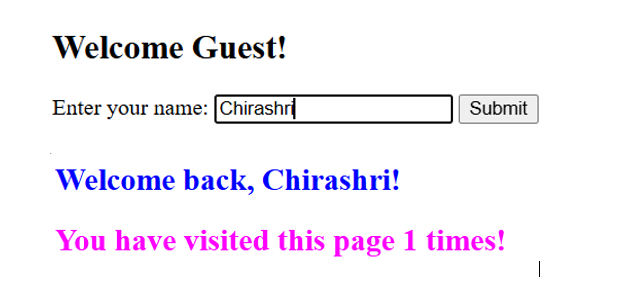 Welcome Guest!
Enter your name: Chirashri Submit
Welcome back, Chirashri!
You have visited this page 1 times!